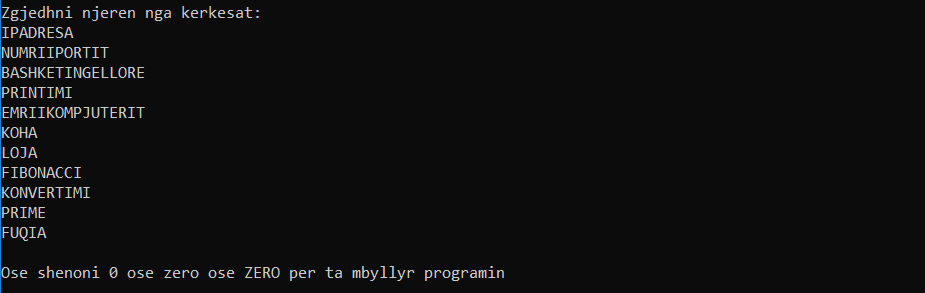 Zgjedhni njeren nga kerkesat:
IPADRESA
NUMRIIPORTIT
BASHKETINGELLORE
PRINTIMI
EMRIIKOMPJUTERIT
KOHA
LOJA
FIBONACCI
KONVERTIMI
PRIME
FUQIA
Ose shenoni 0 ose zero ose ZERO per ta mbyllyr programin